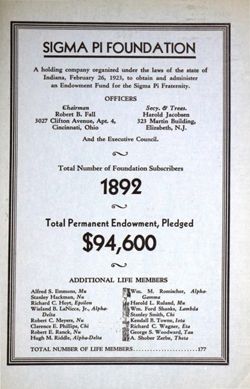 SIGMA PI FOUNDATION
A holding company organized under the laws of the state of
Indiana, February 26, 1923, to obtain and administer
an Endowment Fund for the Sigma Pi Fraternity.
OFFICERS
Chairman
Robert B. Fall
3027 Clifton Avenue, Apt. 4,
Cincinnati, Ohio
Secy. & Treas.
Harold Jacobsen
323 Martin Building,
Elizabeth, N.J.
And the Executive Council.
Total Number of Foundation Subscribers
1892
Total Permanent Endowment, Pledged
$94,600
ADDITIONAL LIFE MEMBERS
Alfred S. Emmons, Mu
Stanley Hackman, Nu
Richard C. Hoyt, Epsilon
Wieland B. LaNiece, Jr., Alpha-
Delta
Robert C. Meyers, Nu
Clarence E. Phillips, Chi
Robert E. Ranck, Nu
Hugh M. Riddle, Alpha-Delta
Wm. M. Romischer, Alpha-
Gamma
Harold L. Ruland, Mu
Wm. Ford Shanks, Lambda
Stanley Smith, Chi
Kendall B. Towns, Iota
Richard C. Wagner, Eta
George S. Woodward, Tau
A. Shober Zerbe, Theta
TOTAL NUMBER OF LIFE MEMBERS 177